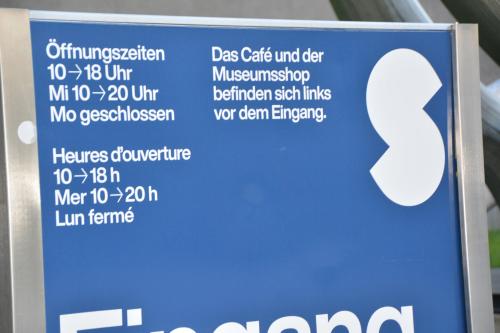 Öffnungszeiten
10→18 Uhr
Mi 10→20 Uhr
Mo geschlossen
Das Café und der
Museumsshop
befinden sich links
vor dem Eingang.
Heures d'ouverture
10→18 h
Mer 10→20 h
Lun fermé
Eingang